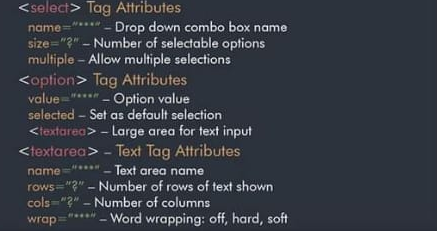 <select> Tag Attributes
name="***" – Drop down combo box name
size="?" – Number of selectable options
multiple – Allow multiple selections
<option> Tag Attributes
value="***" – Option value
selected – Set as default selection
<textarea> – Large area for text input
<textarea> – Text Tag Attributes
name="***" – Text area name
rows="?" – Number of rows of text shown
cols="?" – Number of columns
wrap="***" – Word wrapping: off, hard, soft